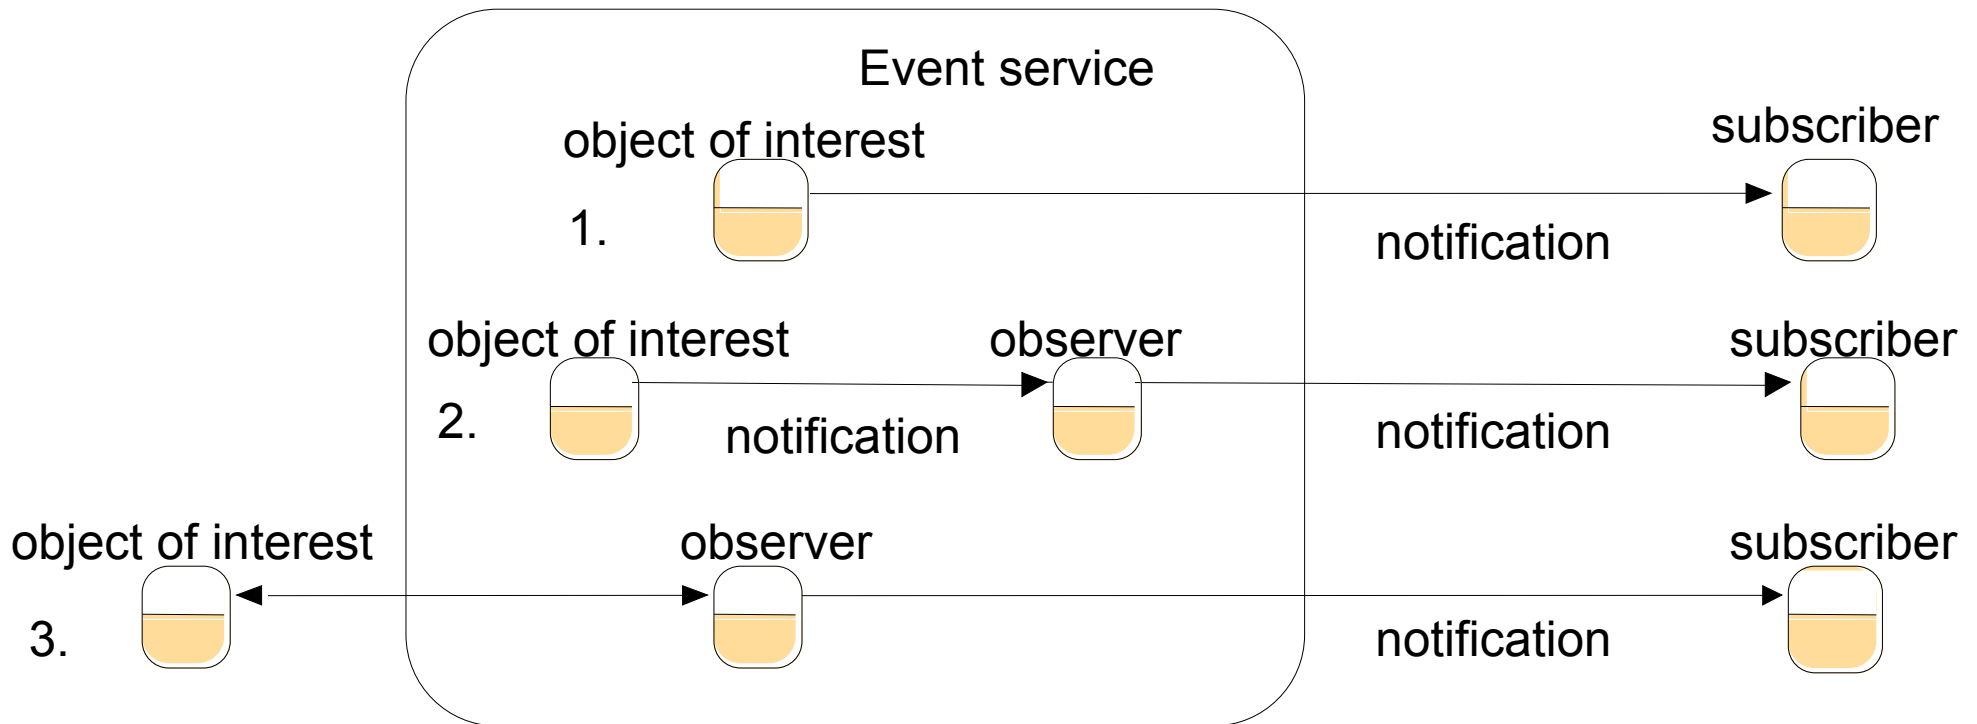 Event service
object of interest
subscriber
1.
notification
object of interest
observer
subscriber
2.
notification
notification
object of interest
observer
subscriber
3.
notification